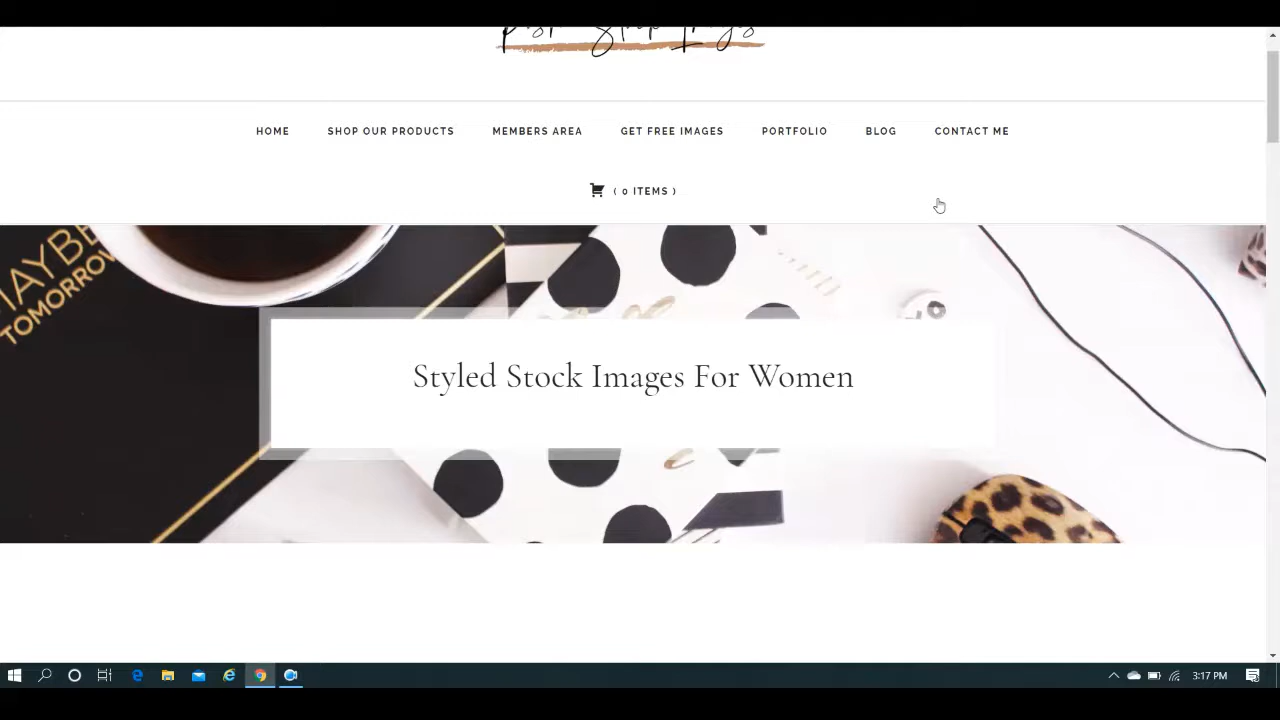 HOME SHOP OUR PRODUCTS MEMBERS AREA GET FREE IMAGES PORTFOLIO BLOG CONTACT ME
( 0 ITEMS )
MAYBE
TOMORROW
Styled Stock Images For Women
3:17 PM